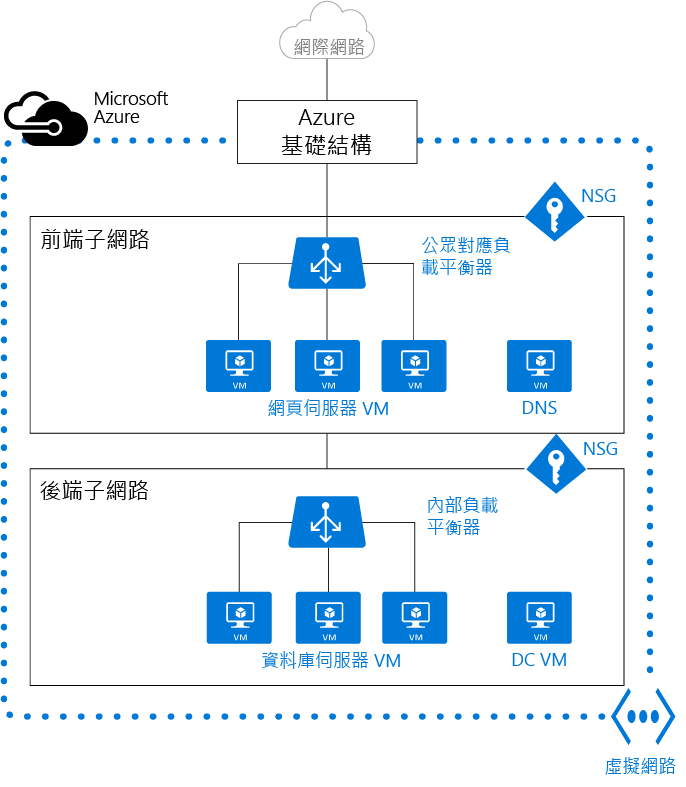 網際網路
Microsoft
Azure
Azure
基礎結構
NSG
前端子網路
公眾對應負
載平衡器
VM
VM
VM
VM
網頁伺服器 VM
DNS
NSG
後端子網路
內部負載
平衡器
VM
VM
VM
VM
資料庫伺服器 VM
DC VM
虛擬網路